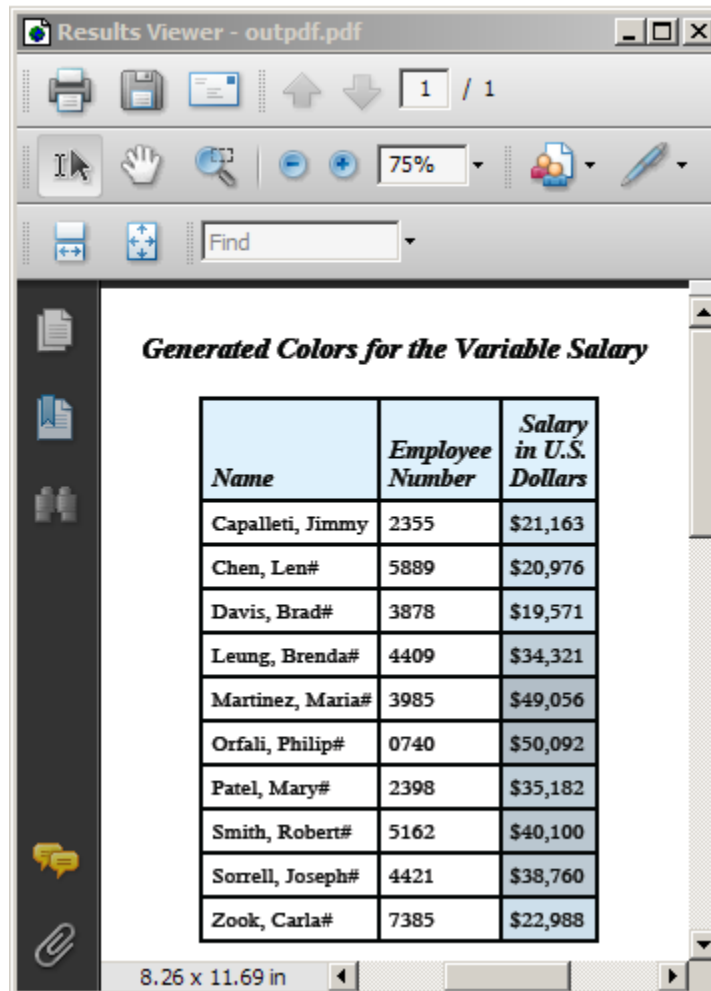 Results Viewer - outpdf.pdf
1 / 1
75%
Find
Generated Colors for the Variable Salary
Name Employee Number Salary in U.S. Dollars
Capalleti, Jimmy 2355 $21,163
Chen, Len# 5889 $20,976
Davis, Brad# 3878 $19,571
Leung, Brenda# 4409 $34,321
Martinez, Maria# 3985 $49,056
Orfali, Philip# 0740 $50,092
Patel, Mary# 2398 $35,182
Smith, Robert# 5162 $40,100
Sorrell, Joseph# 4421 $38,760
Zook, Carla# 7385 $22,988
8.26 x 11.69 in